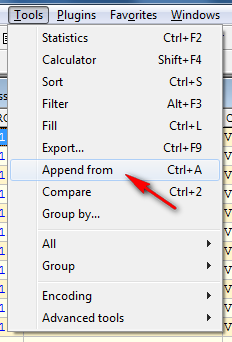 Tools Plugins Favorites Windows
Statistics Ctrl+F2
Calculator Shift+F4
Sort Ctrl+S
Filter Alt+F3
Fill Ctrl+L
Export... Ctrl+F9
Append from Ctrl+A
Compare Ctrl+2
Group by...
All
Group
Encoding
Advanced tools